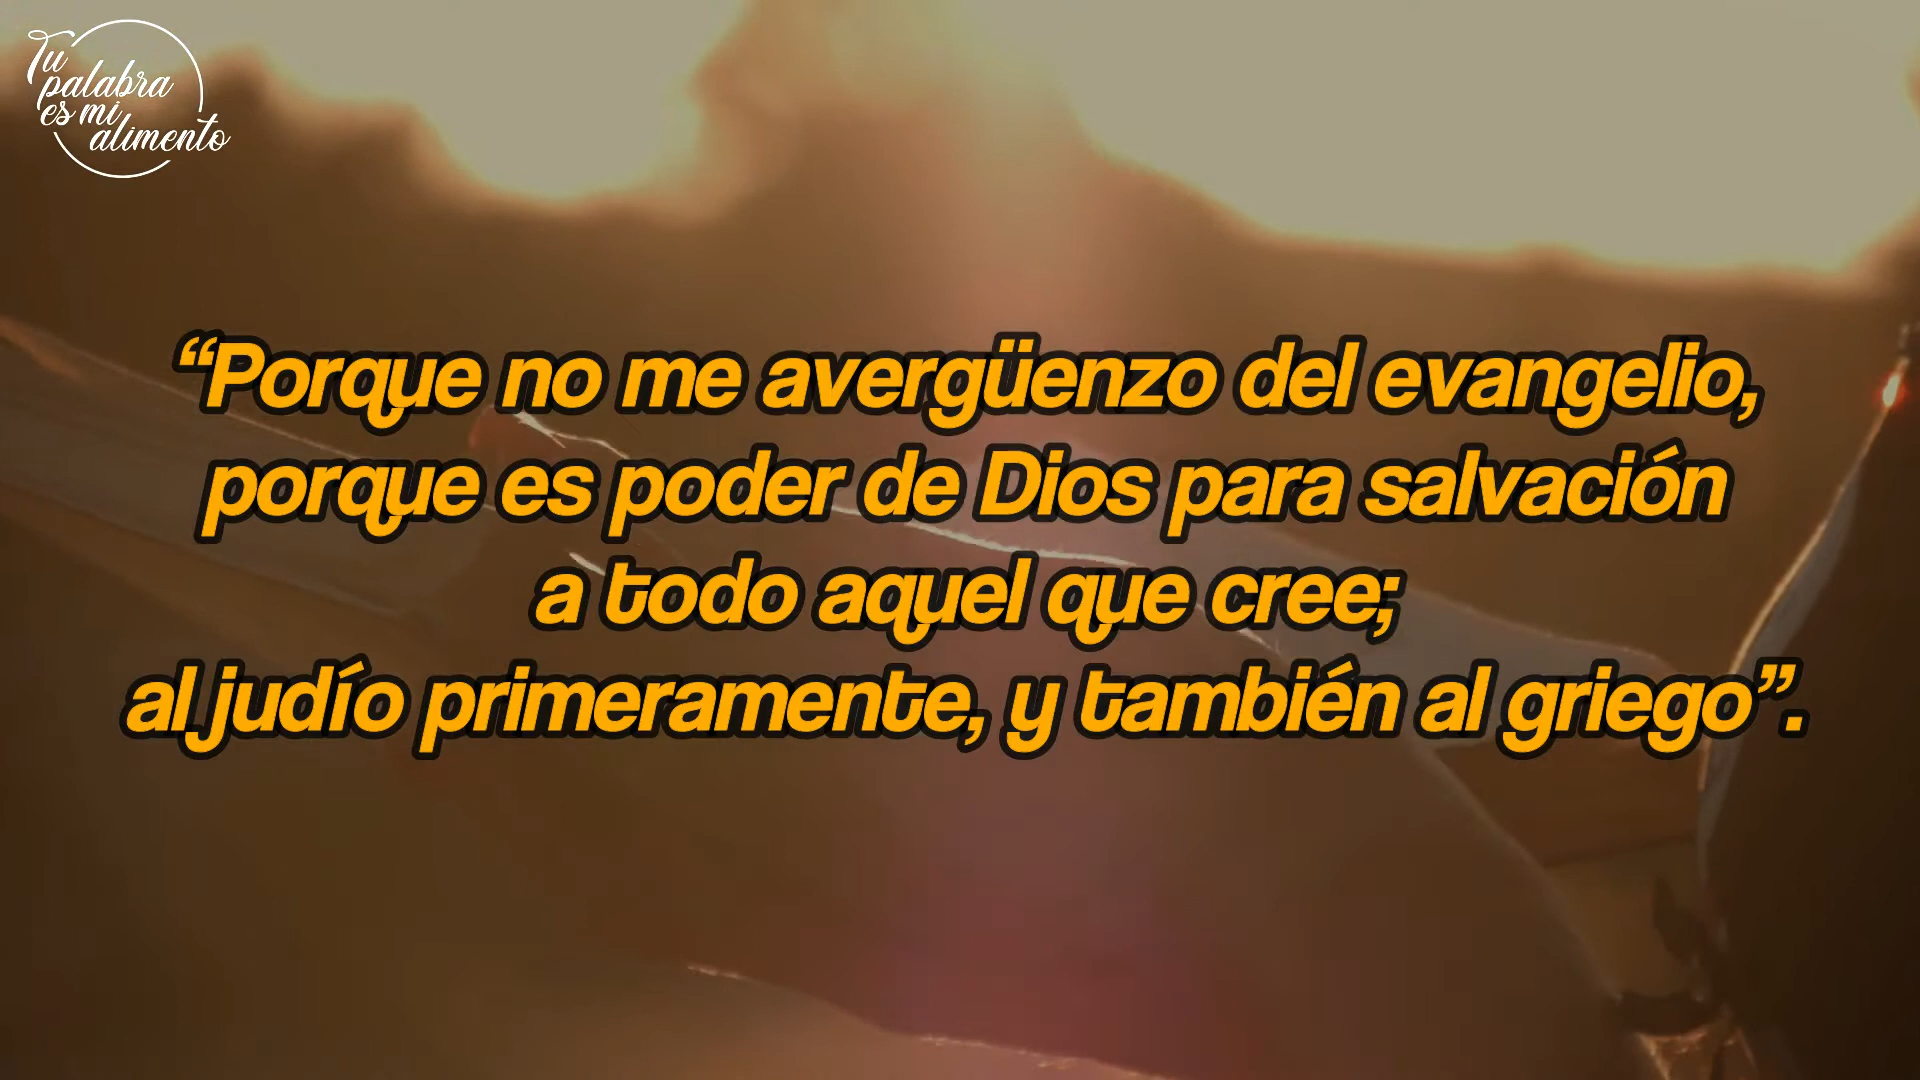 Tu
palabra
es mi
alimento
“Porque no me avergüenzo del evangelio,
porque es poder de Dios para salvación
a todo aquel que cree;
al judío primeramente, y también al griego”.